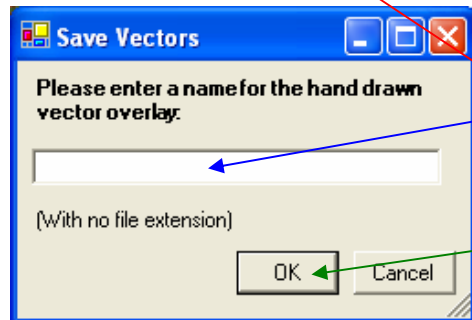 Save Vectors
Please enter a name for the hand drawn
vector overlay:
(With no file extension)
OK
Cancel